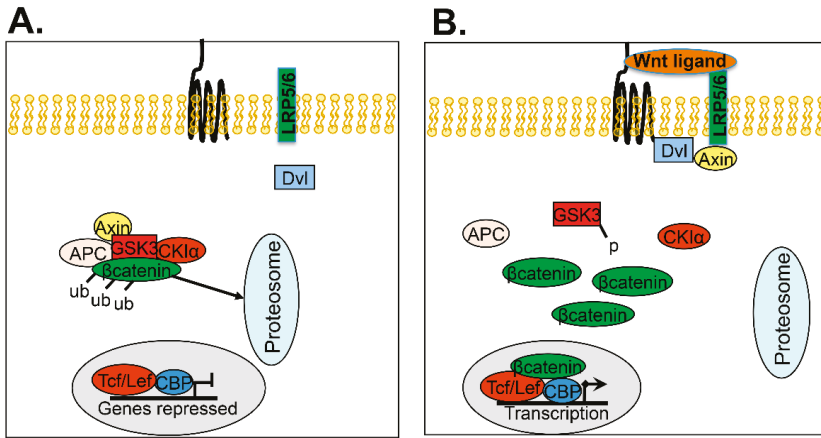 A.
LRP5/6
Dvl
Axin
APC
GSK3
CKIα
βcatenin
ub
ub
ub
Proteosome
Tcf/Lef
CBP
Genes repressed
B.
Wnt ligand
LRP5/6
Dvl
Axin
GSK3
p
APC
CKIα
βcatenin
βcatenin
βcatenin
Proteosome
βcatenin
Tcf/Lef
CBP
Transcription